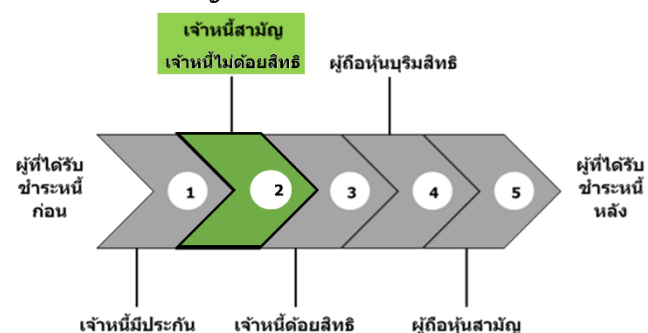 เจ้าหนี้สามัญ
เจ้าหนี้ไม่ด้อยสิทธิ
ผู้ถือหุ้นบุริมสิทธิ
ผู้ที่ได้รับ
ชำระหนี้
ก่อน
1
2
3
4
5
ผู้ที่ได้รับ
ชำระหนี้
หลัง
เจ้าหนี้มีประกัน
เจ้าหนี้ด้อยสิทธิ
ผู้ถือหุ้นสามัญ